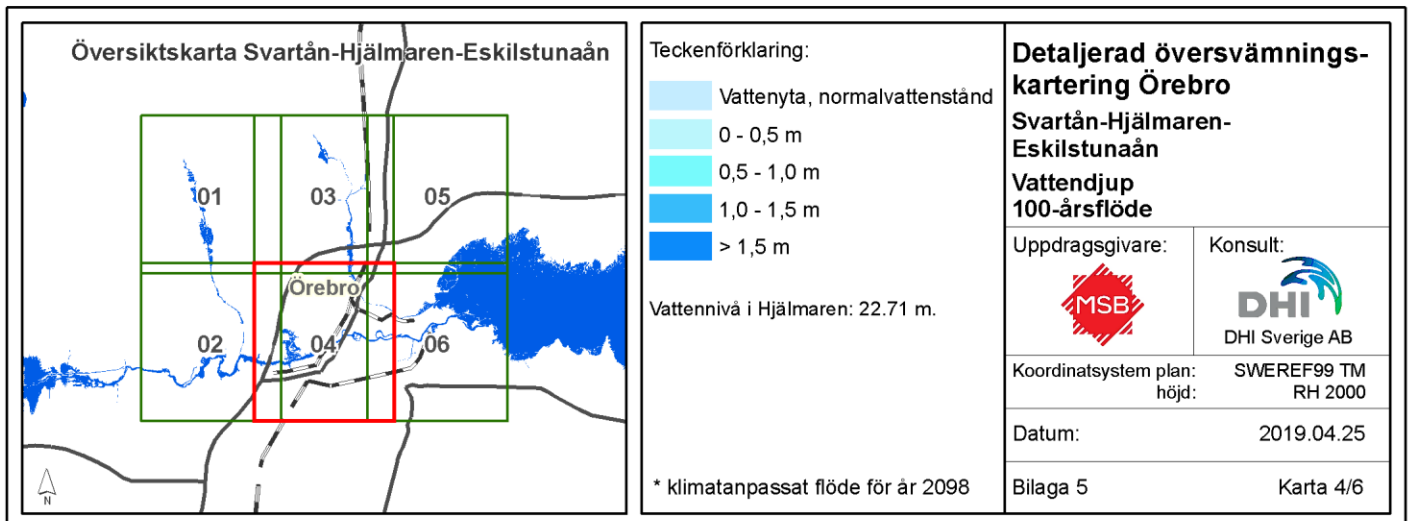 Översiktskarta Svartån-Hjälmaren-Eskilstunaån
01
03
05
Örebro
02
04
06
N
Teckenförklaring:
Vattenyta, normalvattenstånd
0 - 0,5 m
0,5 - 1,0 m
1,0 - 1,5 m
> 1,5 m
Vattennivå i Hjälmaren: 22.71 m.
* klimatanpassat flöde för år 2098
Detaljerad översvämnings-
kartering Örebro
Svartån-Hjälmaren-
Eskilstunaån
Vattendjup
100-årsflöde
Uppdragsgivare:
MSB
Konsult:
DHI
DHI Sverige AB
Koordinatsystem plan: SWEREF99 TM
höjd: RH 2000
Datum: 2019.04.25
Bilaga 5 Karta 4/6